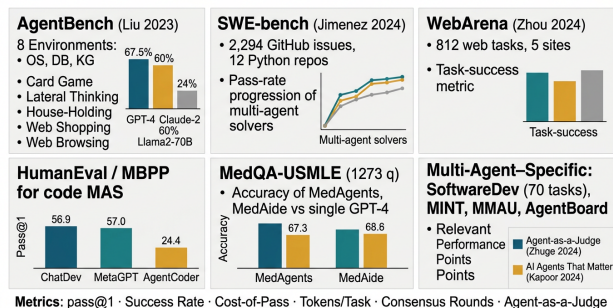 AgentBench (Liu 2023)
8 Environments:
• OS, DB, KG
• Card Game
• Lateral Thinking
• House-Holding
• Web Shopping
• Web Browsing
67.5% 60%
24%
GPT-4 Claude-2
60%
Llama2-70B
SWE-bench (Jimenez 2024)
• 2,294 GitHub issues,
12 Python repos
• Pass-rate
progression of
multi-agent
solvers
Multi-agent solvers
WebArena (Zhou 2024)
• 812 web tasks, 5 sites
• Task-success
metric
Task-success
HumanEval / MBPP
for code MAS
Pass@1
56.9 57.0 24.4
ChatDev MetaGPT AgentCoder
MedQA-USMLE (1273 q)
• Accuracy of MedAgents,
MedAide vs single GPT-4
Accuracy
67.3 68.6
MedAgents MedAide
Multi-Agent–Specific:
SoftwareDev (70 tasks),
MINT, MMAU, AgentBoard
• Relevant
Performance
Points
Points
Agent-as-a-Judge
(Zhuge 2024)
AI Agents That Matter
(Kapoor 2024)
Metrics: pass@1 · Success Rate · Cost-of-Pass · Tokens/Task · Consensus Rounds · Agent-as-a-Judge